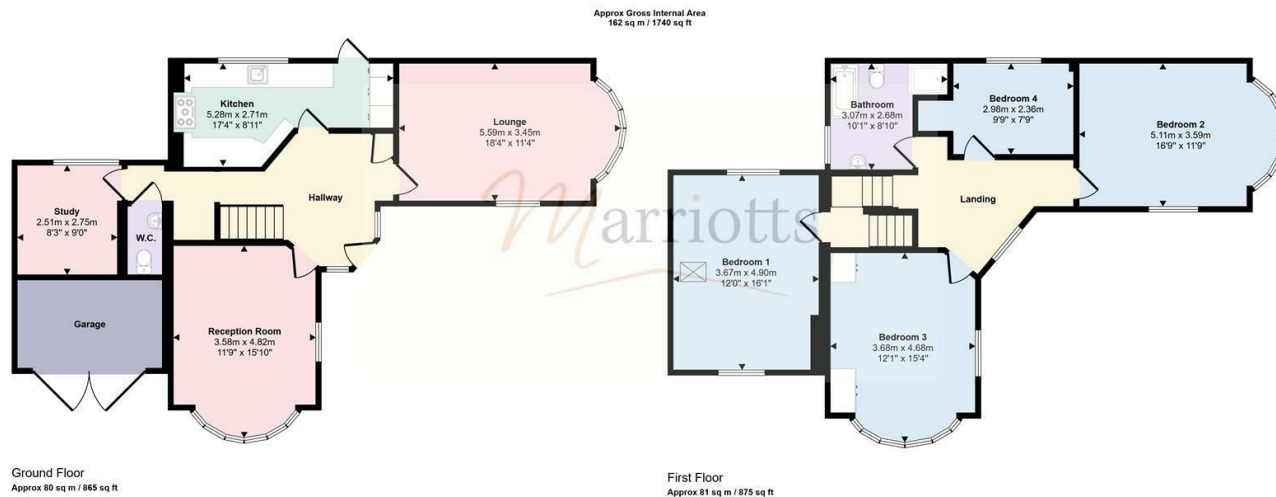 Approx Gross Internal Area
162 sq m / 1740 sq ft
Kitchen
5.28m x 2.71m
17'4" x 8'11"
Lounge
5.59m x 3.45m
18'4" x 11'4"
Study
2.51m x 2.75m
8'3" x 9'0"
W.C.
Hallway
Garage
Reception Room
3.58m x 4.82m
11'9" x 15'10"
Ground Floor
Approx 80 sq m / 865 sq ft
Marriotts
Bathroom
3.07m x 2.68m
10'1" x 8'10"
Bedroom 4
2.98m x 2.36m
9'9" x 7'9"
Bedroom 2
5.11m x 3.59m
16'9" x 11'9"
Landing
Bedroom 1
3.67m x 4.90m
12'0" x 16'1"
Bedroom 3
3.68m x 4.68m
12'1" x 15'4"
First Floor
Approx 81 sq m / 875 sq ft